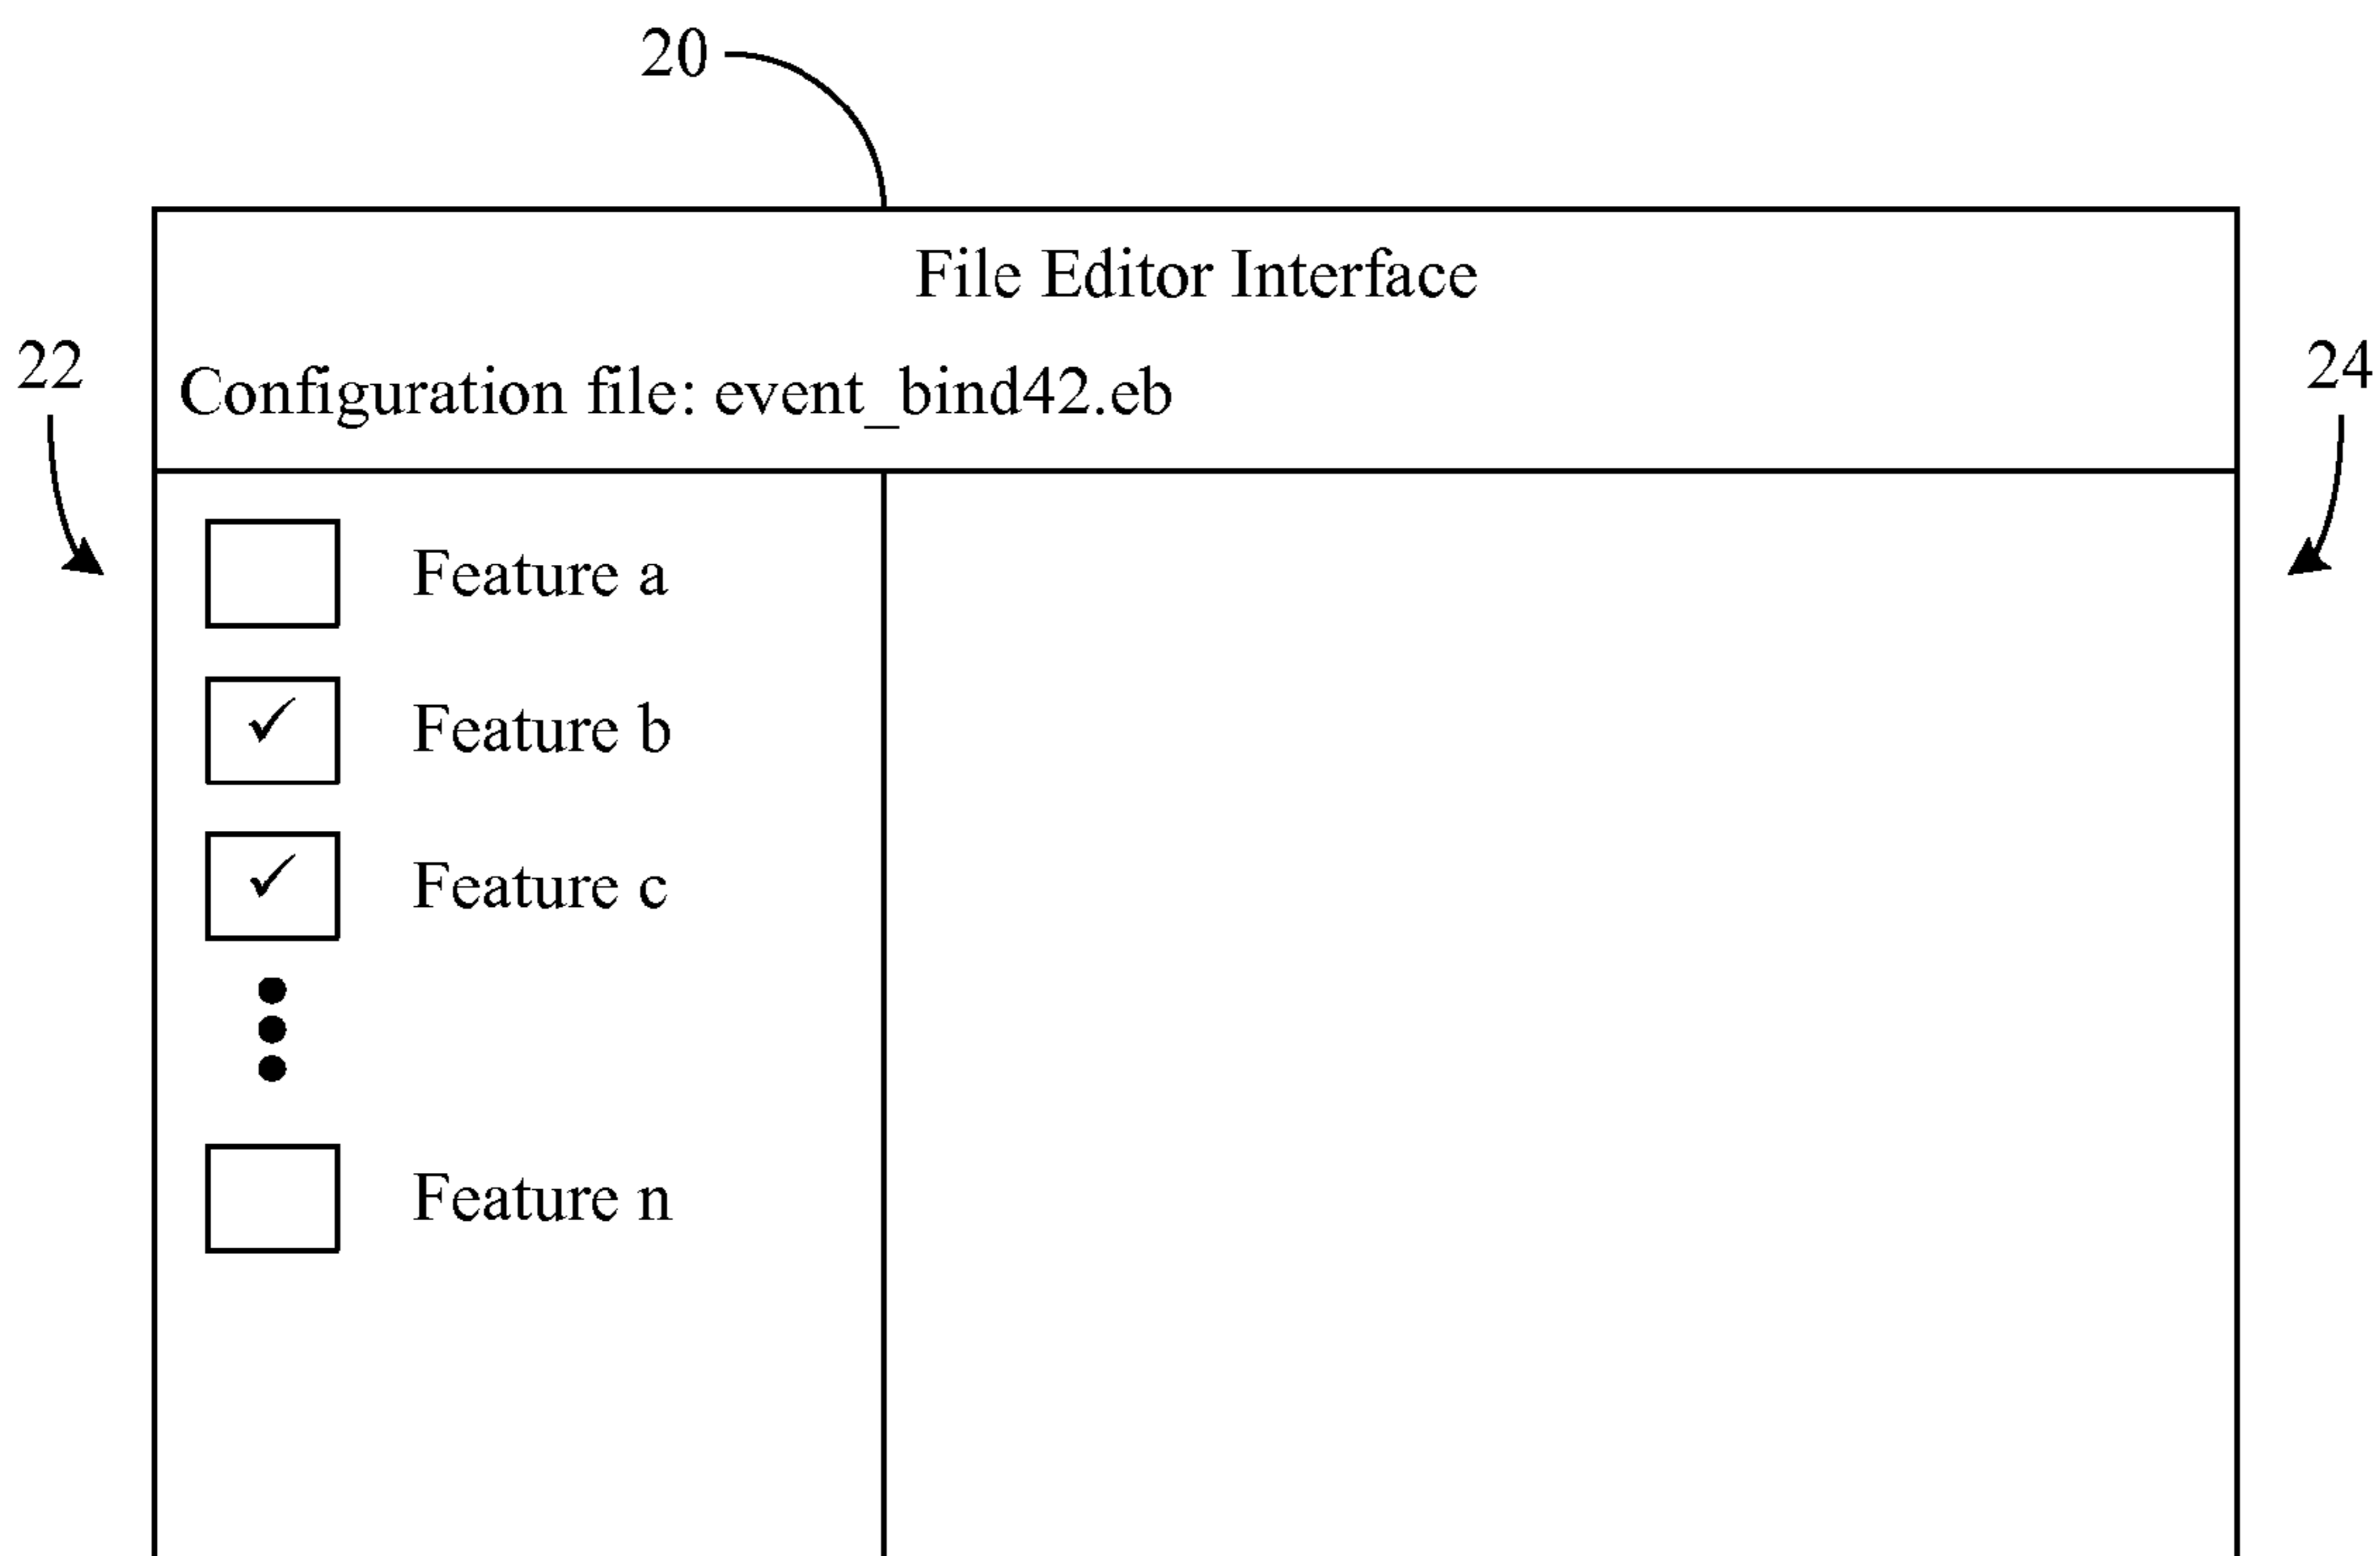 20
File Editor Interface
22
24
Configuration file: event_bind42.eb
Feature a
✓ Feature b
✓ Feature c
Feature n